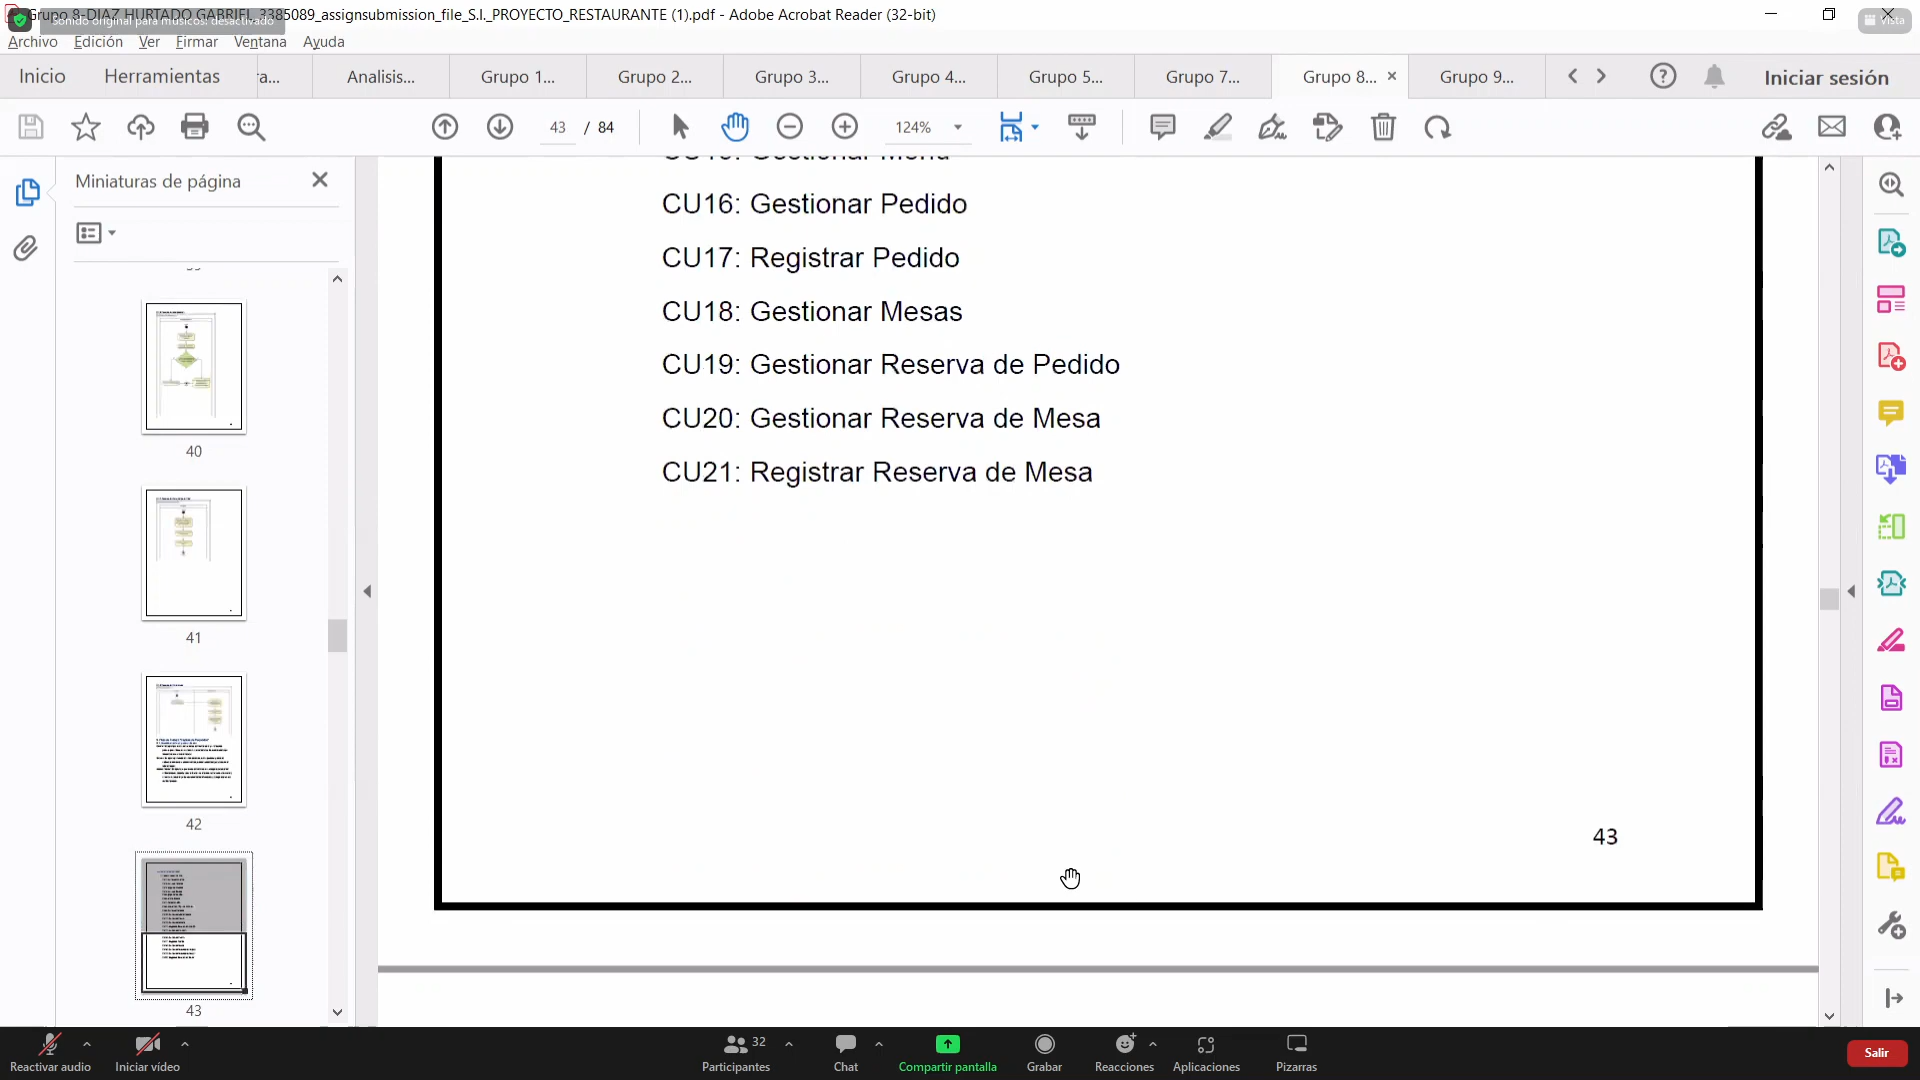 Grupo 8-DIAZ HURTADO GABRIEL_3385089_assignsubmission_file_S.I._PROYECTO_RESTAURANTE (1).pdf - Adobe Acrobat Reader (32-bit)
Sonido original para músicos: desactivado
Vista
Archivo Edición Ver Firmar Ventana Ayuda
Inicio Herramientas ra... Analisis... Grupo 1... Grupo 2... Grupo 3... Grupo 4... Grupo 5... Grupo 7... Grupo 8... Grupo 9... Iniciar sesión
43 / 84 124%
Miniaturas de página
40
41
42
43
CU16: Gestionar Pedido
CU17: Registrar Pedido
CU18: Gestionar Mesas
CU19: Gestionar Reserva de Pedido
CU20: Gestionar Reserva de Mesa
CU21: Registrar Reserva de Mesa
43
32
Reactivar audio Iniciar vídeo Participantes Chat Compartir pantalla Grabar Reacciones Aplicaciones Pizarras Salir